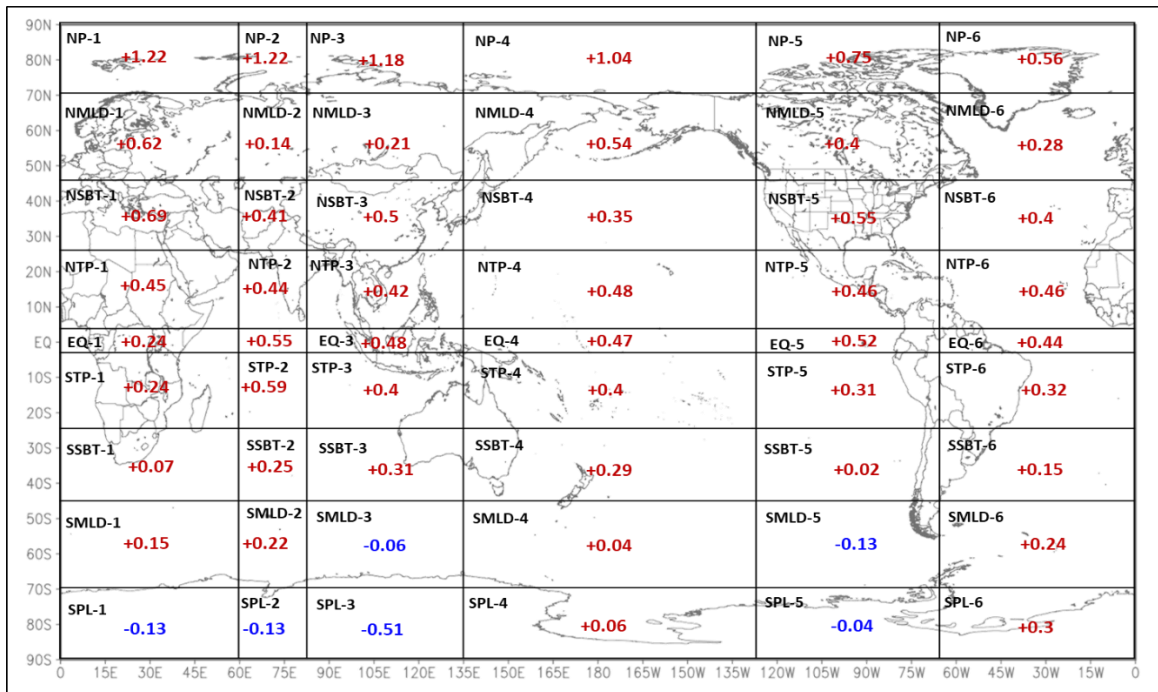 90N
NP-1 NP-2 NP-3 NP-4 NP-5 NP-6
80N +1.22 +1.22 +1.18 +1.04 +0.75 +0.56
70N
NMLD-1 NMLD-2 NMLD-3 NMLD-4 NMLD-5 NMLD-6
60N
+0.62 +0.14 +0.21 +0.54 +0.4 +0.28
50N
NSBT-1 NSBT-2 NSBT-3 NSBT-4 NSBT-5 NSBT-6
40N
+0.69 +0.41 +0.5 +0.35 +0.55 +0.4
30N
NTP-1 NTP-2 NTP-3 NTP-4 NTP-5 NTP-6
20N
+0.45 +0.44 +0.42 +0.48 +0.46 +0.46
10N
EQ +0.24 +0.55 +0.48 +0.47 +0.52 +0.44
EQ-1 EQ-3 EQ-4 EQ-5 EQ-6
STP-1 STP-2 STP-3 STP-4 STP-5 STP-6
10S
+0.24 +0.59 +0.4 +0.4 +0.31 +0.32
20S
SSBT-1 SSBT-2 SSBT-3 SSBT-4 SSBT-5 SSBT-6
30S
+0.07 +0.25 +0.31 +0.29 +0.02 +0.15
40S
SMLD-1 SMLD-2 SMLD-3 SMLD-4 SMLD-5 SMLD-6
50S
+0.15 +0.22 -0.06 +0.04 -0.13 +0.24
60S
70S
SPL-1 SPL-2 SPL-3 SPL-4 SPL-5 SPL-6
80S -0.13 -0.13 -0.51 +0.06 -0.04 +0.3
90S
0 15E 30E 45E 60E 75E 90E 105E 120E 135E 150E 165E 180 165W 150W 135W 120W 105W 90W 75W 60W 45W 30W 15W 0